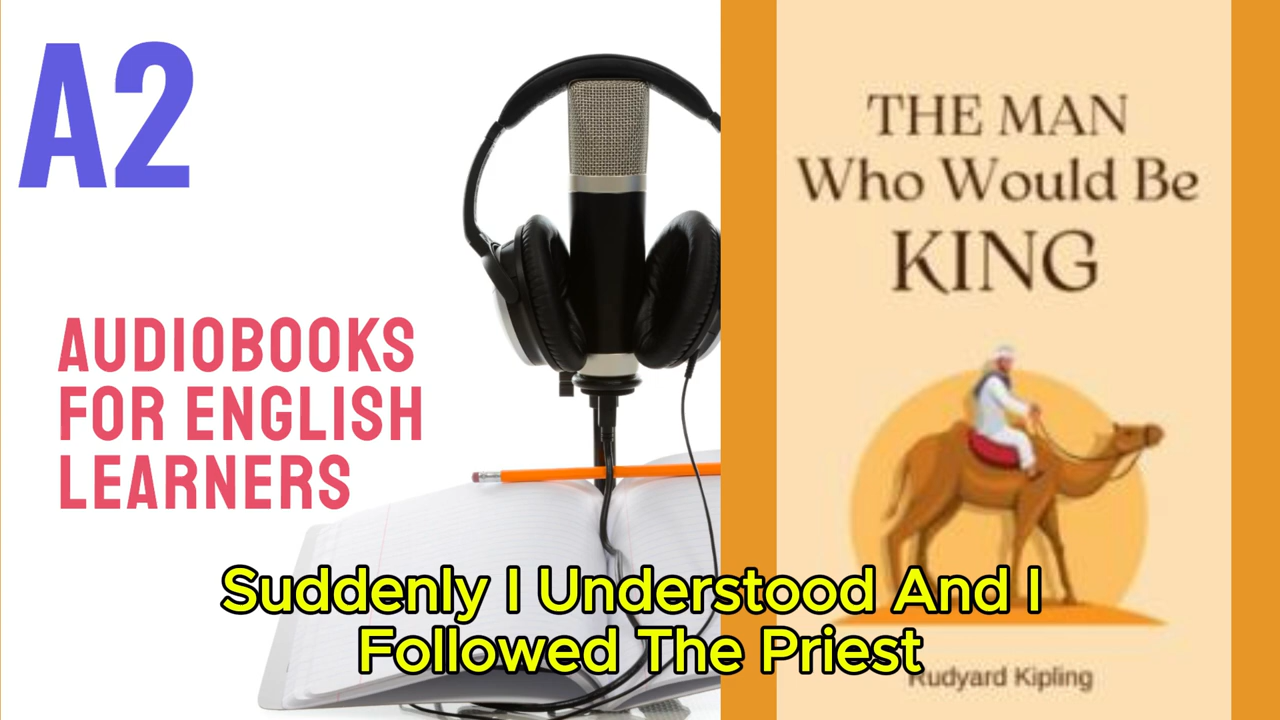 A2
AUDIOBOOKS
FOR ENGLISH
LEARNERS
THE MAN
Who Would Be
KING
Suddenly I Understood And I
Followed The Priest
Rudyard Kipling